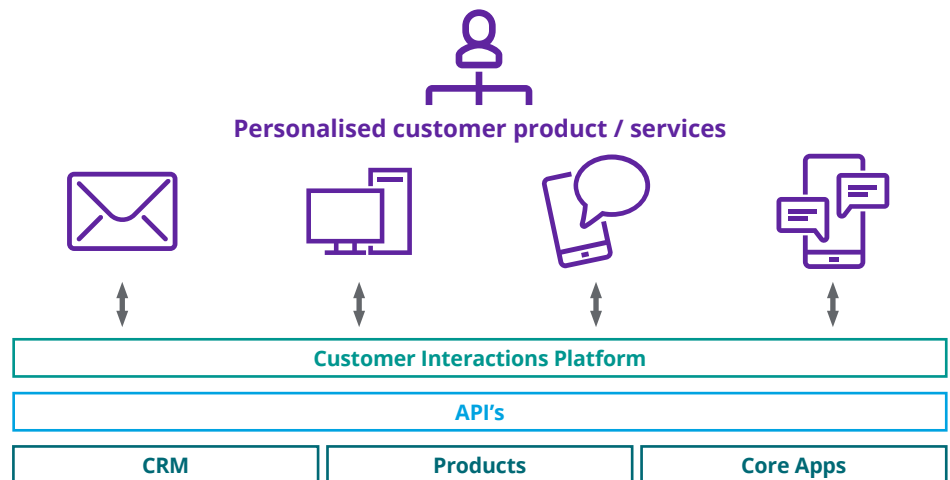 Personalised customer product / services
Customer Interactions Platform
API’s
CRM
Products
Core Apps